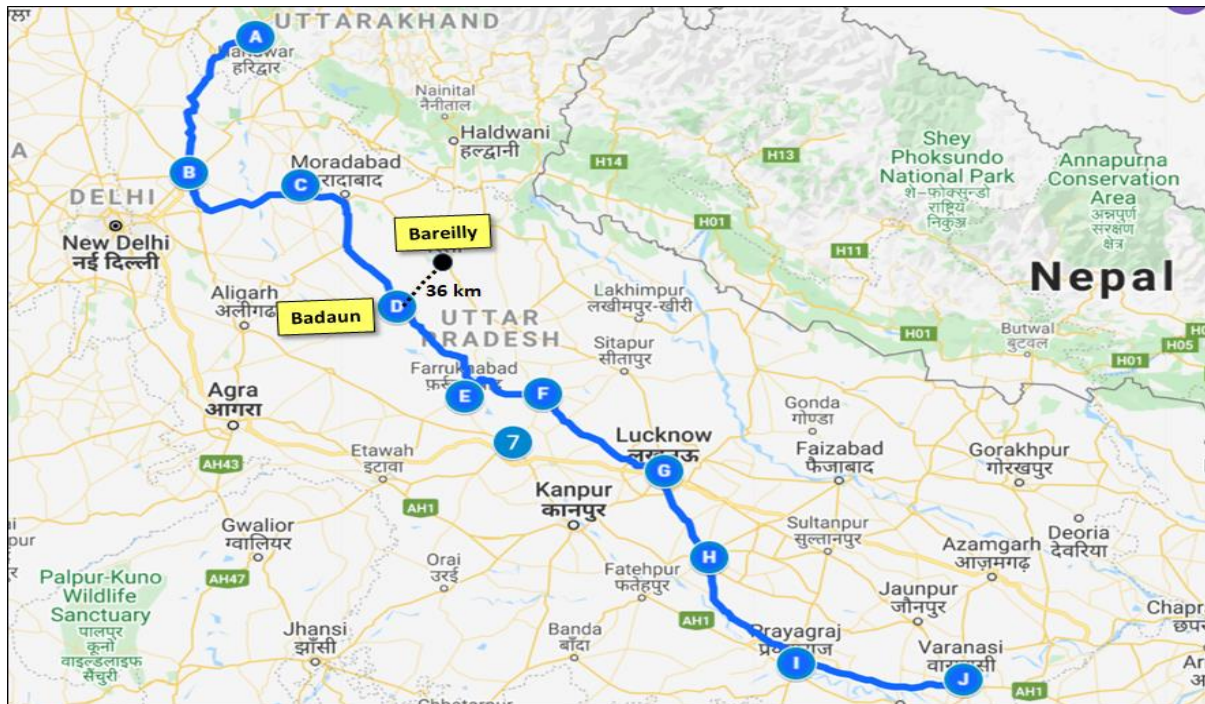 UTTARAKHAND
A
हरिद्वार
Nainital
नैनीताल
Haldwani
हल्द्वानी
H14
H13
Shey
Phoksundo
National Park
शे-फोक्सुन्डो
राष्ट्रिय
निकुञ्ज
Annapurna
Conservation
Area
अन्नपूर्ण
संरक्षण
क्षेत्र
A
B
C
Moradabad
DELHI
New Delhi
नई दिल्ली
Bareilly
36 km
H01
H11
Nepal
Aligarh
अलीगढ़
Badaun
D
UTTAR
PRADESH
Lakhimpur
लखीमपुर-खीरी
Sitapur
सीतापुर
H01
Butwal
बुटवल
H01
H05
H01
Agra
आगरा
Farrukhabad
E
F
7
Gonda
गोण्डा
Lucknow
G
Faizabad
फैजाबाद
Gorakhpur
गोरखपुर
AH43
Etawah
इटावा
AH1
Kanpur
कानपुर
Gwalior
ग्वालियर
Orai
उरई
H
Sultanpur
सुल्तानपुर
Deoria
देवरिया
Azamgarh
आज़मगढ़
AH47
Palpur-Kuno
Wildlife
Sanctuary
पालपुर
कूनो
वाइल्डलाइफ
सैंचुरी
Fatehpur
फतेहपुर
AH1
Jaunpur
जौनपुर
Jhansi
झाँसी
Banda
बाँदा
Prayagraj
I
Varanasi
J
AH1